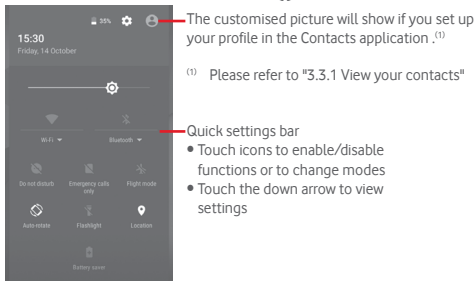 35%
15:30
Friday, 14 October
Wi-Fi
Bluetooth
Do not disturb
Emergency calls
only
Flight mode
Auto rotate
Flashlight
Location
Battery saver
The customised picture will show if you set up
your profile in the Contacts application .(1)
(1) Please refer to "3.3.1 View your contacts"
Quick settings bar
• Touch icons to enable/disable
functions or to change modes
• Touch the down arrow to view
settings